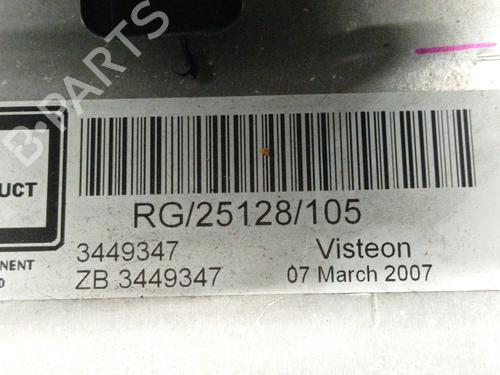 B-PARTS
RG/25128/105
UCT
3449347
Visteon
NENT
ZB 3449347
07 March 2007
D